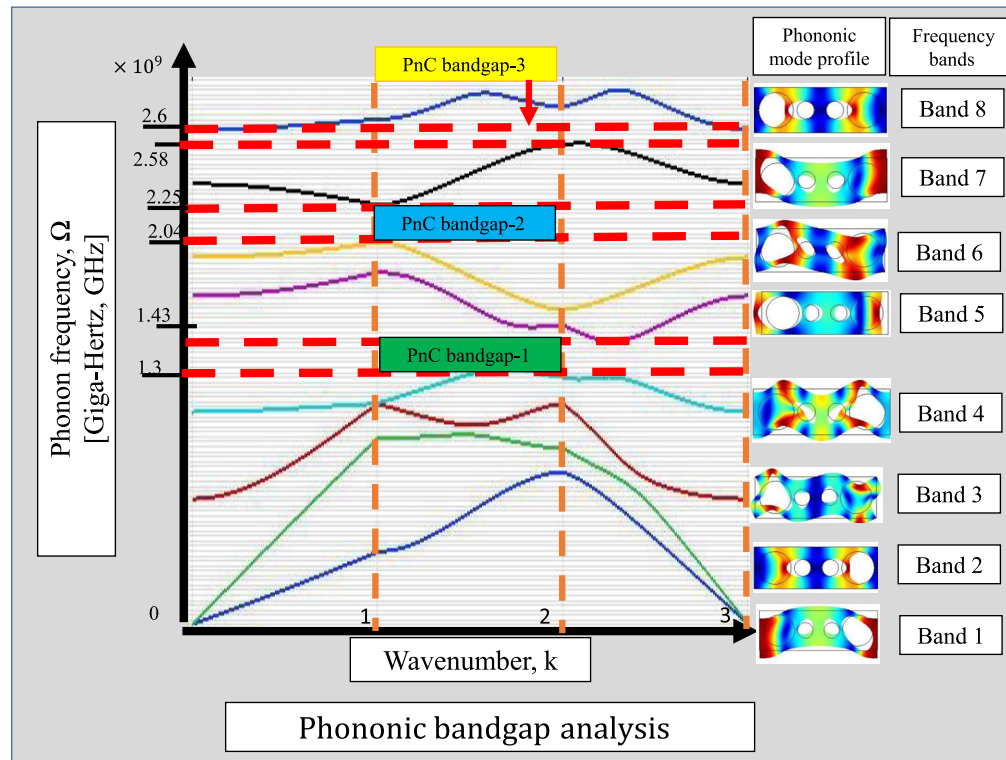 × 10⁹
PnC bandgap-3
Phononic
mode profile
Frequency
bands
2.6
2.58
2.25
2.04
1.43
1.3
0
Phonon frequency, Ω
[Giga-Hertz, GHz]
PnC bandgap-2
PnC bandgap-1
Band 8
Band 7
Band 6
Band 5
Band 4
Band 3
Band 2
Band 1
1
2
3
Wavenumber, k
Phononic bandgap analysis